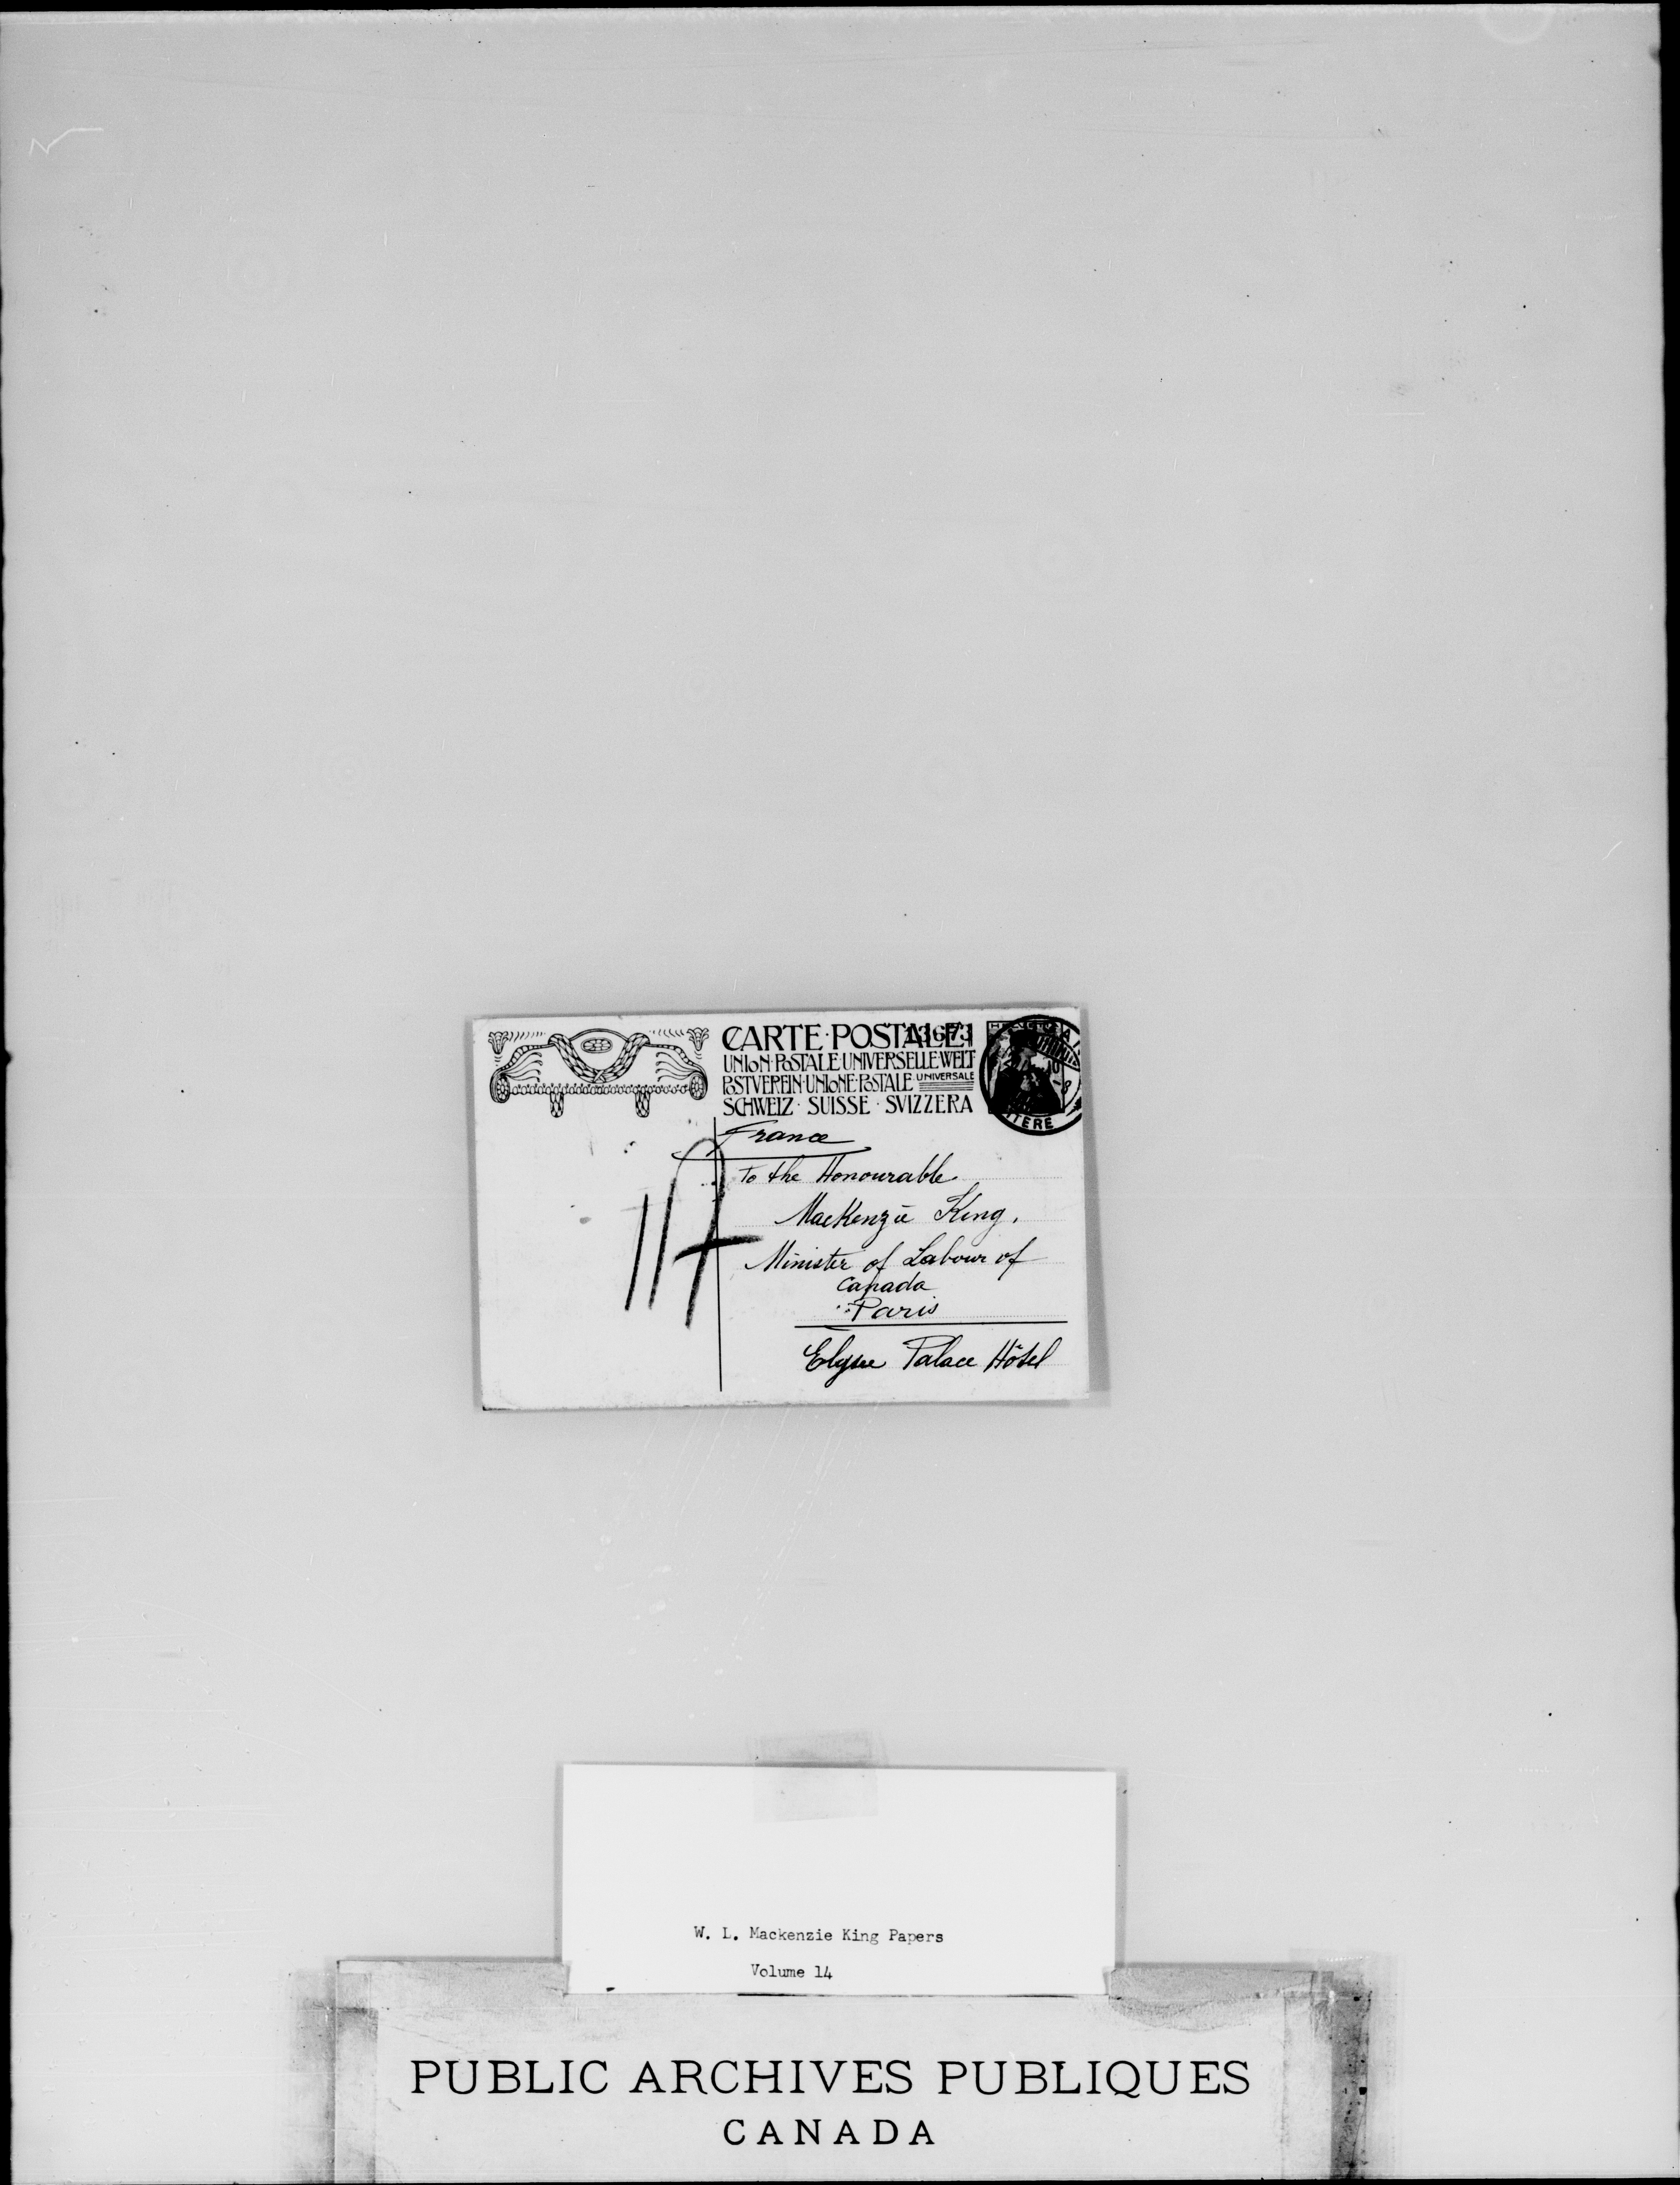 CARTE·POSTALE
13673
UNION·POSTALE·UNIVERSELLE·WELT
POSTVEREIN·UNIONE·POSTALE UNIVERSALE
SCHWEIZ · SUISSE · SVIZZERA
France
To the Honourable
MacKenzie King,
Minister of Labour of
Canada
Paris
Elysee Palace Hôtel
117
W. L. Mackenzie King Papers
Volume 14
PUBLIC ARCHIVES PUBLIQUES
CANADA